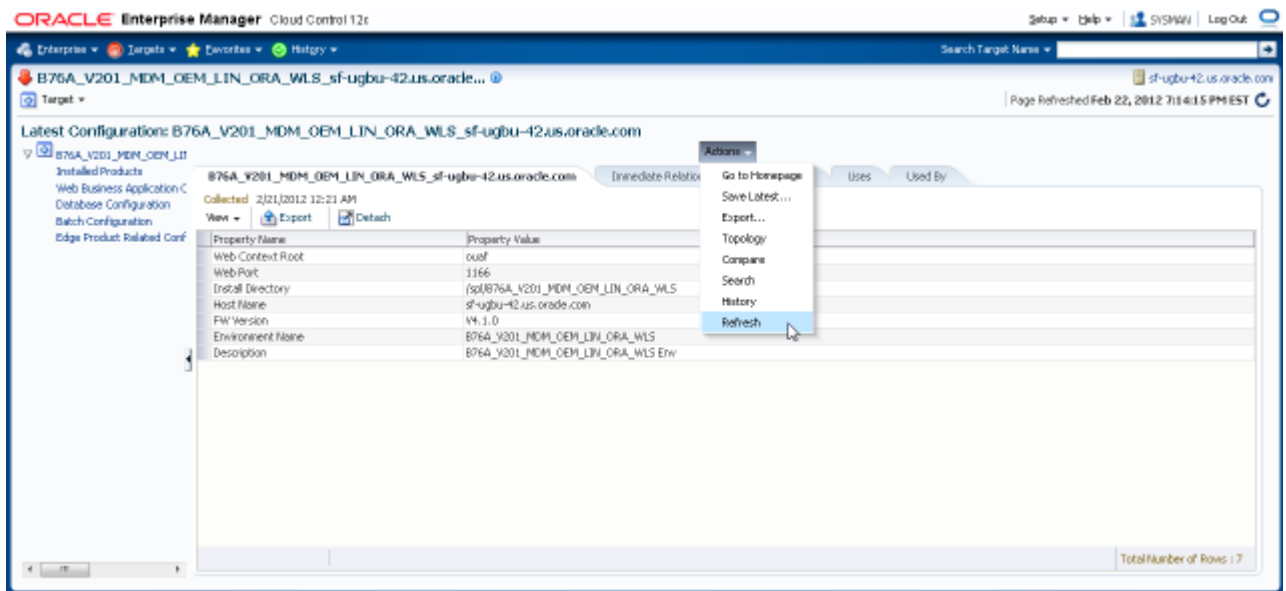 ORACLE Enterprise Manager Cloud Control 12c
Setup Help SYSMAN Log Out
Enterprise Targets Favorites History Search Target Name
B76A_V201_MDM_OEM_LIN_ORA_WLS_sf-ugbu-42.us.oracle... sf-ugbu-42.us.oracle.com
Target Page Refreshed Feb 22, 2012 7:14:15 PM EST
Latest Configuration: B76A_V201_MDM_OEM_LIN_ORA_WLS_sf-ugbu-42.us.oracle.com
B76A_V201_MDM_OEM_LIT
Installed Products
Web Business Application C
Database Configuration
Batch Configuration
Edge Product Related Conf
Actions
Go to Homepage
Save Latest...
Export...
Topology
Compare
Search
History
Refresh
B76A_V201_MDM_OEM_LIN_ORA_WLS_sf-ugbu-42.us.oracle.com Immediate Relatio Uses Used By
Collected 2/21/2012 12:21 AM
View Export Detach
Property Name Property Value
Web Context Root ouaf
Web Port 1166
Install Directory /spl/B76A_V201_MDM_OEM_LIN_ORA_WLS
Host Name sf-ugbu-42.us.oracle.com
FW Version V4.1.0
Environment Name B76A_V201_MDM_OEM_LIN_ORA_WLS
Description B76A_V201_MDM_OEM_LIN_ORA_WLS Env
Total Number of Rows : 7